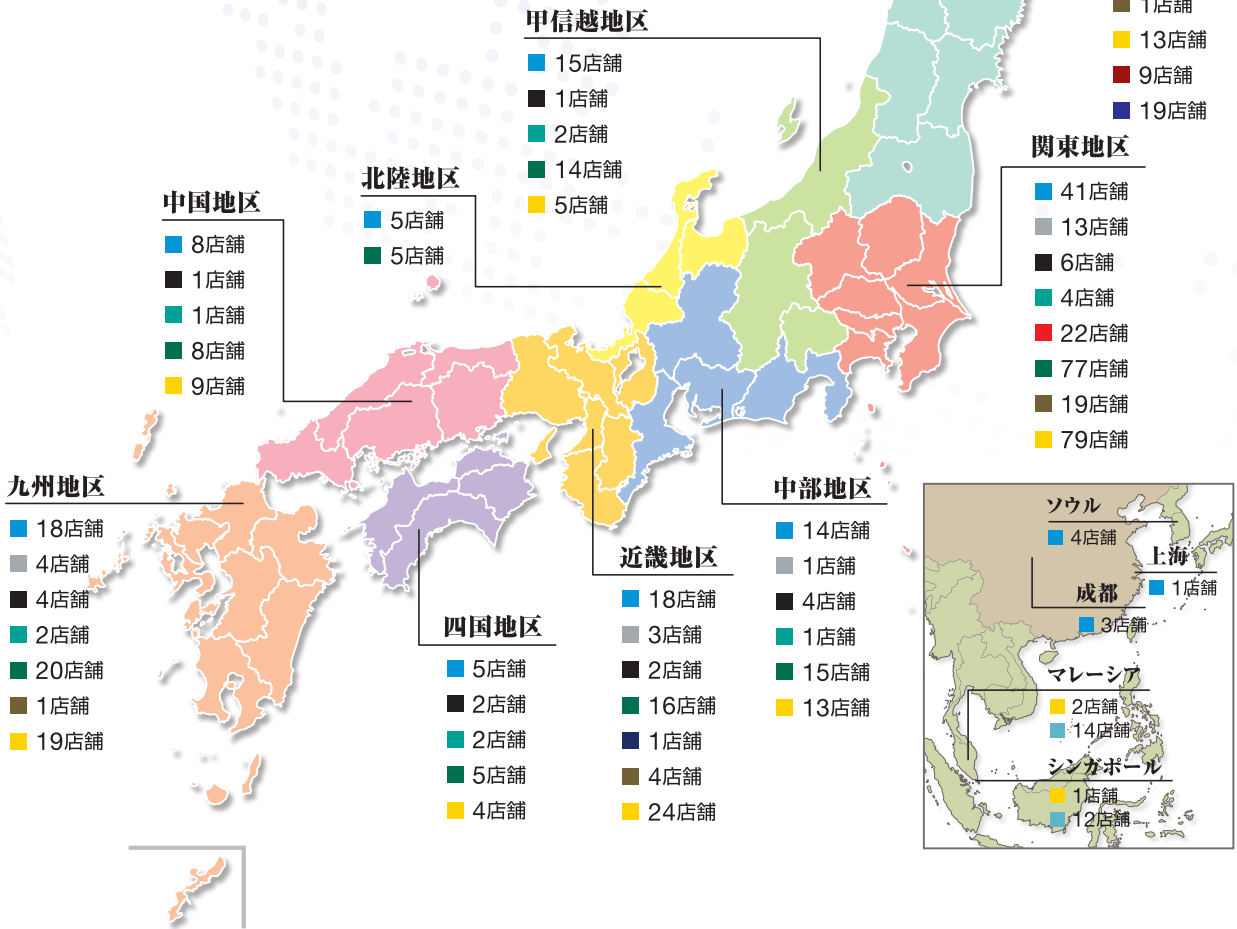 甲信越地区
15店舗
1店舗
2店舗
14店舗
5店舗
1店舗
13店舗
9店舗
19店舗
関東地区
41店舗
13店舗
6店舗
4店舗
22店舗
77店舗
19店舗
79店舗
北陸地区
5店舗
5店舗
中国地区
8店舗
1店舗
1店舗
8店舗
9店舗
九州地区
18店舗
4店舗
4店舗
2店舗
20店舗
1店舗
19店舗
四国地区
5店舗
2店舗
2店舗
5店舗
4店舗
近畿地区
18店舗
3店舗
2店舗
16店舗
1店舗
4店舗
24店舗
中部地区
14店舗
1店舗
4店舗
1店舗
15店舗
13店舗
ソウル
4店舗
上海
1店舗
成都
3店舗
マレーシア
2店舗
14店舗
シンガポール
1店舗
12店舗